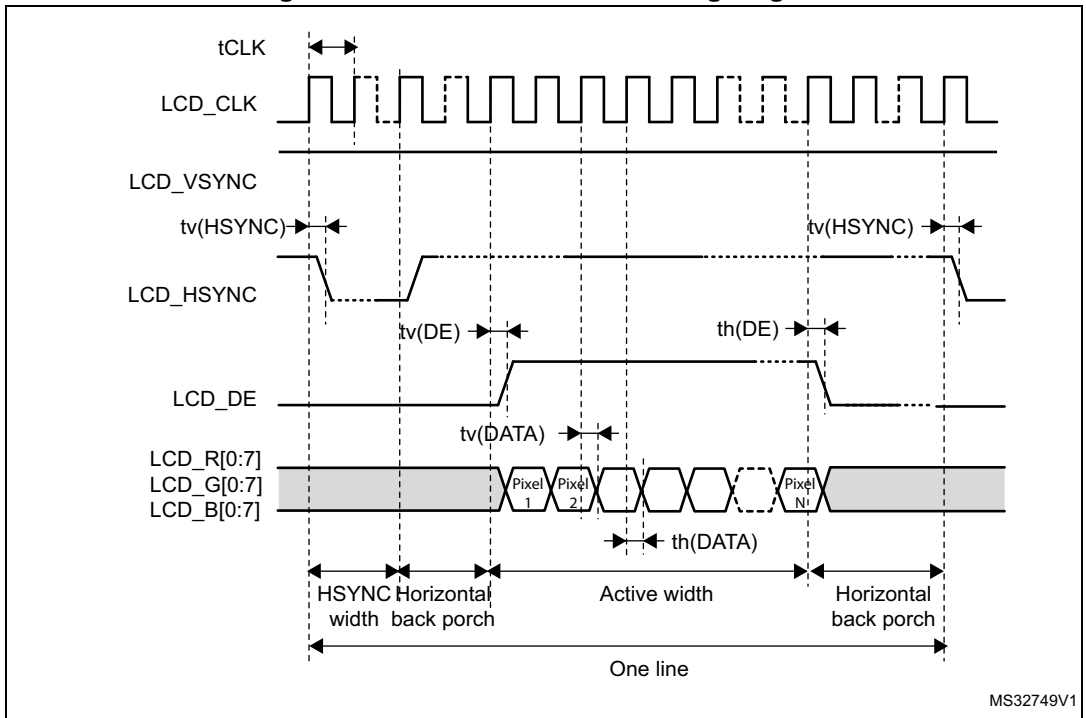 tCLK
LCD_CLK
LCD_VSYNC
tv(HSYNC)
tv(HSYNC)
LCD_HSYNC
tv(DE)
th(DE)
LCD_DE
tv(DATA)
LCD_R[0:7]
LCD_G[0:7]
LCD_B[0:7]
Pixel
1
Pixel
2
Pixel
N
th(DATA)
HSYNC
width
Horizontal
back porch
Active width
Horizontal
back porch
One line
MS32749V1